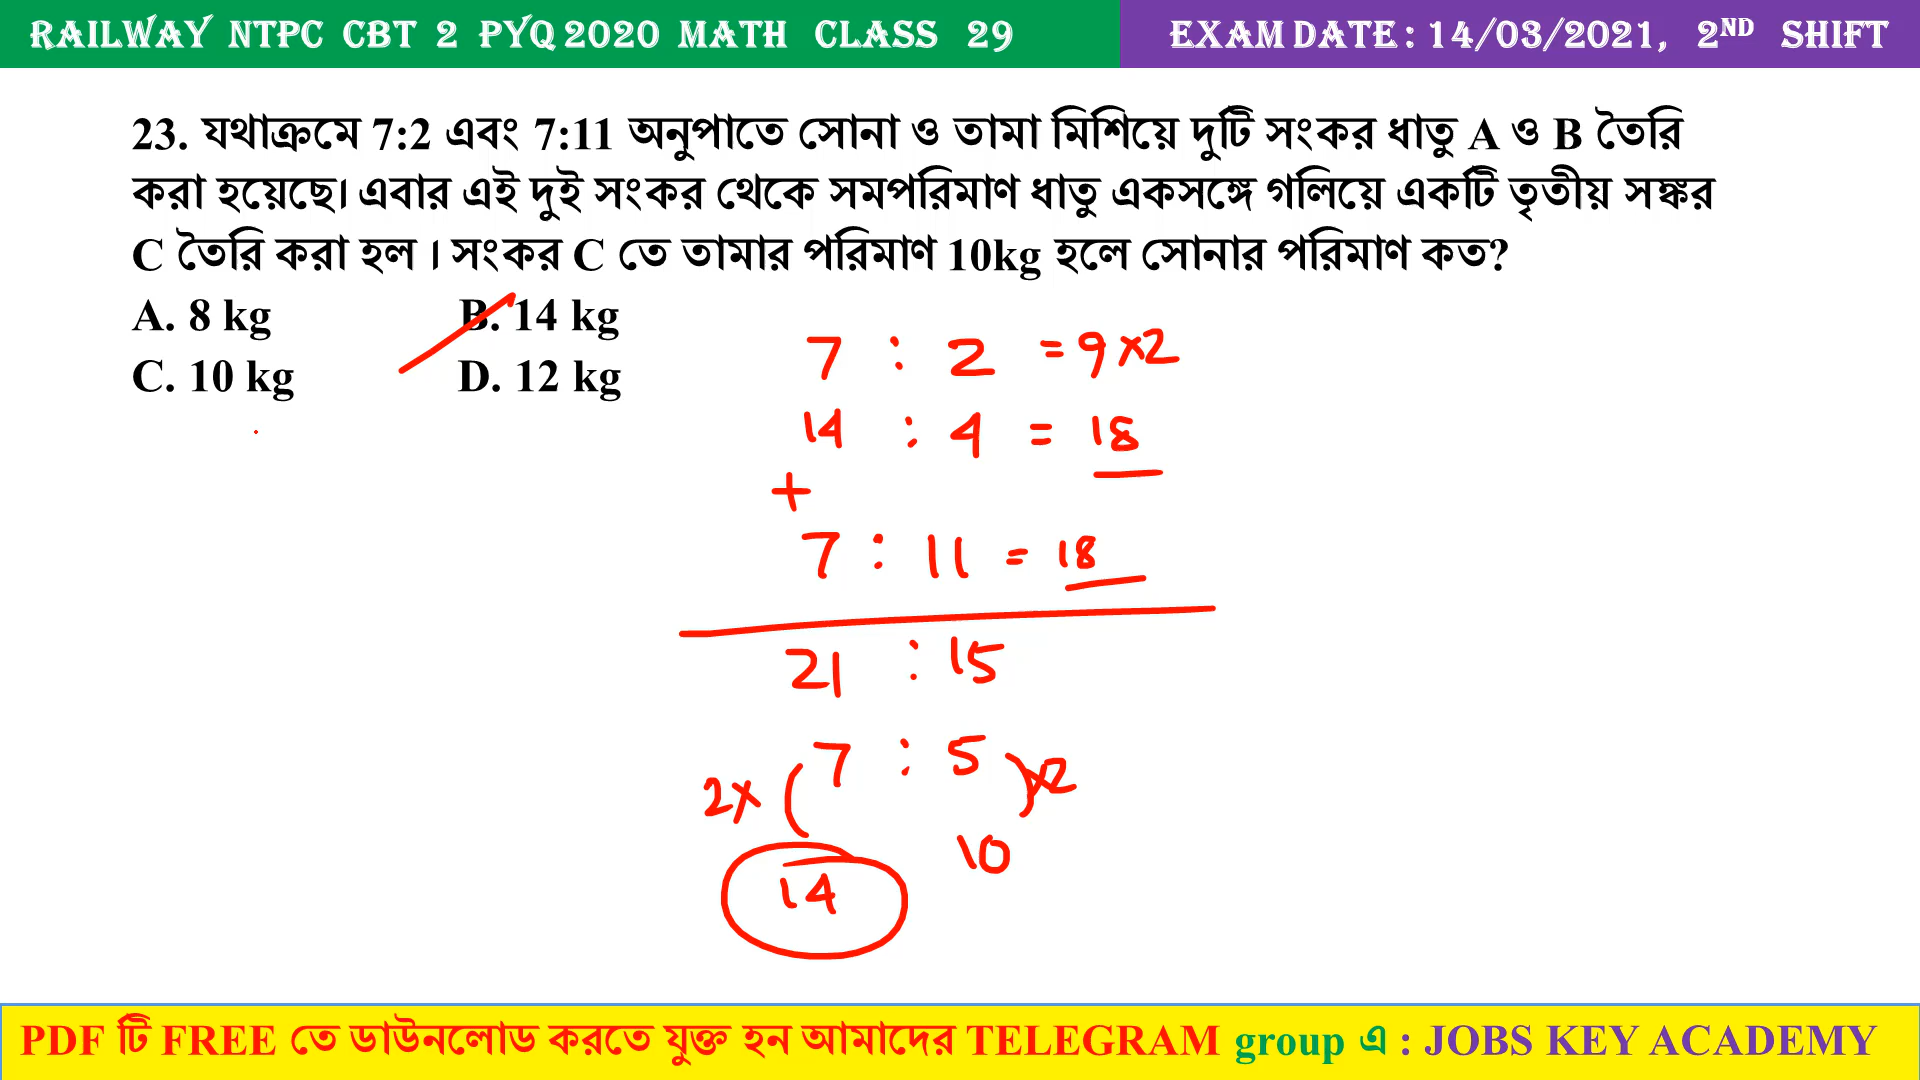 RAILWAY NTPC CBT 2 PYQ 2020 MATH CLASS 29
EXAM DATE : 14/03/2021, 2ND SHIFT
23. যথাক্রমে 7:2 এবং 7:11 অনুপাতে সোনা ও তামা মিশিয়ে দুটি সংকর ধাতু A ও B তৈরি
করা হয়েছে। এবার এই দুই সংকর থেকে সমপরিমাণ ধাতু একসঙ্গে গলিয়ে একটি তৃতীয় সঙ্কর
C তৈরি করা হল । সংকর C তে তামার পরিমাণ 10kg হলে সোনার পরিমাণ কত?
A. 8 kg B. 14 kg
C. 10 kg D. 12 kg
7 : 2 = 9 × 2
14 : 4 = 18
+
7 : 11 = 18
21 : 15
2× ( 7 : 5 ) ×2
14 10
PDF টি FREE তে ডাউনলোড করতে যুক্ত হন আমাদের TELEGRAM group এ : JOBS KEY ACADEMY